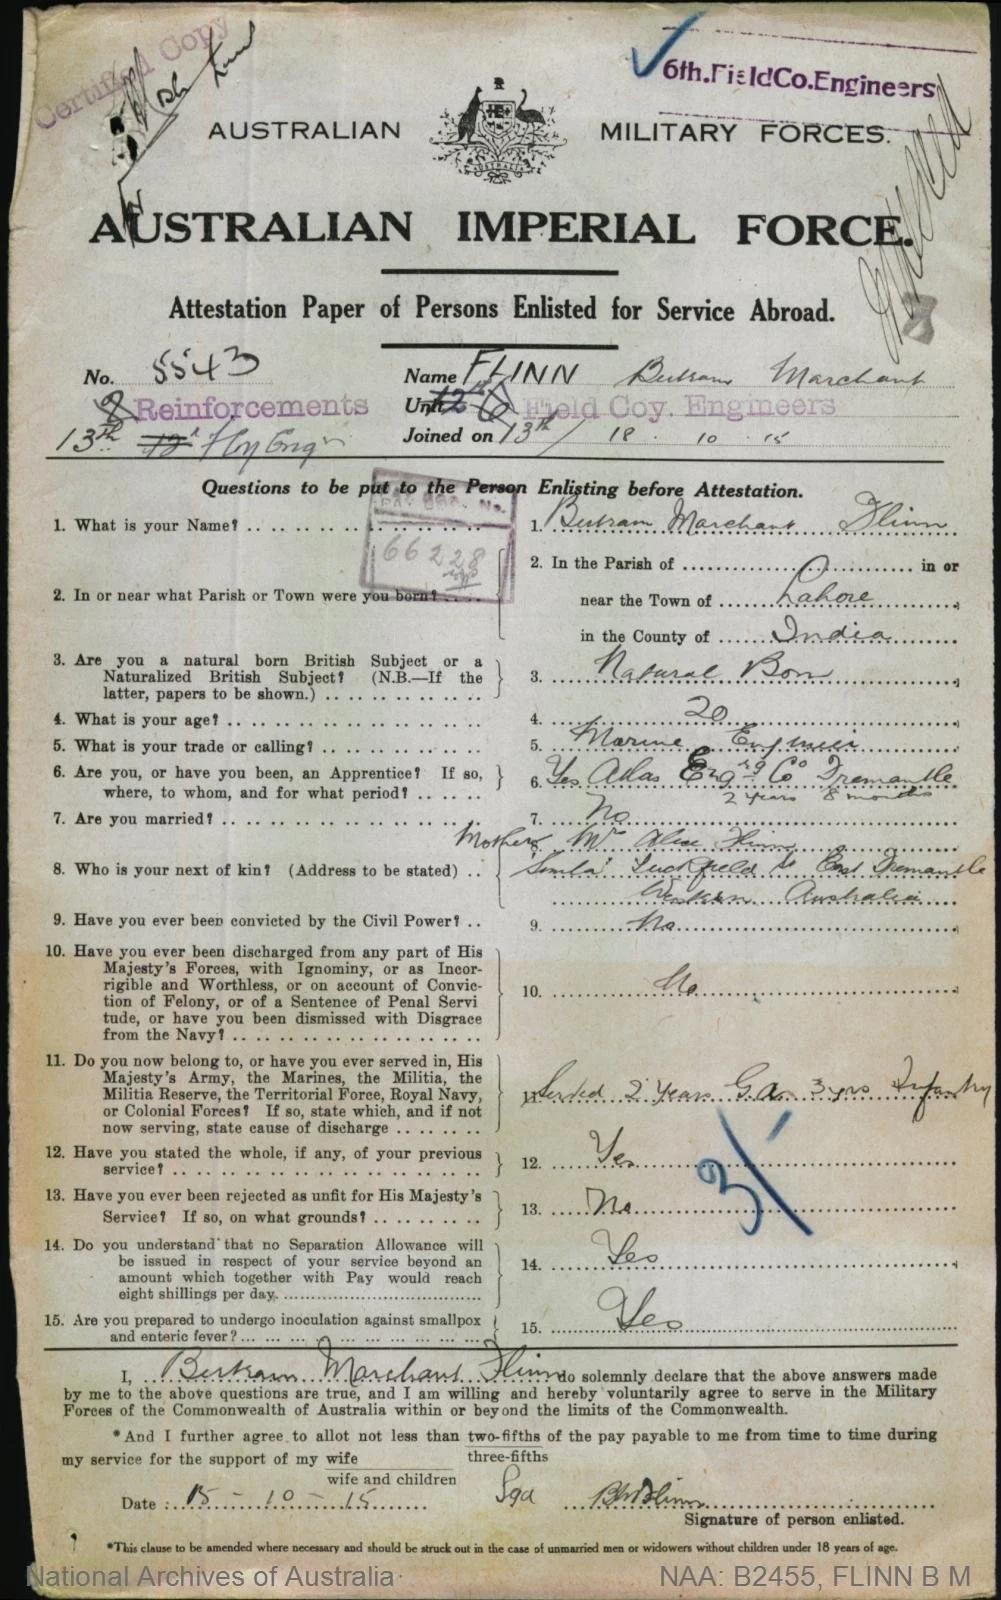 Certified Copy
6th.FieldCo.Engineers
AUSTRALIAN MILITARY FORCES.
AUSTRALIA
AUSTRALIAN IMPERIAL FORCE.
Attestation Paper of Persons Enlisted for Service Abroad.
No. 5543 Name FLINN Bertram Marchant
8 Reinforcements Unit 12th 6 Field Coy. Engineers
13th Joined on 13th / 18 . 10 . 15
Questions to be put to the Person Enlisting before Attestation.
66228
1. What is your Name? .. 1. Bertram Marchant Flinn
2. In or near what Parish or Town were you born? .. 2. In the Parish of .......... in or
near the Town of Lahore
in the County of India
3. Are you a natural born British Subject or a
Naturalized British Subject? (N.B.—If the
latter, papers to be shown.) .. 3. Natural Born
4. What is your age? .. 4. 20
5. What is your trade or calling? .. 5. Marine Engineer
6. Are you, or have you been, an Apprentice? If so,
where, to whom, and for what period? .. 6. Yes Atlas Engrg Co Fremantle
2 years 8 months
7. Are you married? .. 7. No
Mother Mrs Alice Flinn
8. Who is your next of kin? (Address to be stated) .. "Simla" Duckfield St East Fremantle
Western Australia
9. Have you ever been convicted by the Civil Power? .. 9. No
10. Have you ever been discharged from any part of His
Majesty's Forces, with Ignominy, or as Incor-
rigible and Worthless, or on account of Convic-
tion of Felony, or of a Sentence of Penal Servi
tude, or have you been dismissed with Disgrace
from the Navy? .. 10. No
11. Do you now belong to, or have you ever served in, His
Majesty's Army, the Marines, the Militia, the
Militia Reserve, the Territorial Force, Royal Navy,
or Colonial Forces? If so, state which, and if not
now serving, state cause of discharge .. 11. Served 2 Years 3 yrs Infantry
12. Have you stated the whole, if any, of your previous
service? .. 12. Yes
13. Have you ever been rejected as unfit for His Majesty's
Service? If so, on what grounds? .. 13. No
3/
14. Do you understand that no Separation Allowance will
be issued in respect of your service beyond an
amount which together with Pay would reach
eight shillings per day. .. 14. Yes
15. Are you prepared to undergo inoculation against smallpox
and enteric fever? .. 15. Yes
I, Bertram Marchant Flinn do solemnly declare that the above answers made
by me to the above questions are true, and I am willing and hereby voluntarily agree to serve in the Military
Forces of the Commonwealth of Australia within or beyond the limits of the Commonwealth.
*And I further agree to allot not less than two-fifths of the pay payable to me from time to time during
three-fifths
my service for the support of my wife
wife and children
Date : 15 - 10 - 15 Sgd B M Flinn
Signature of person enlisted.
*This clause to be amended where necessary and should be struck out in the case of unmarried men or widowers without children under 18 years of age.
National Archives of Australia NAA: B2455, FLINN B M